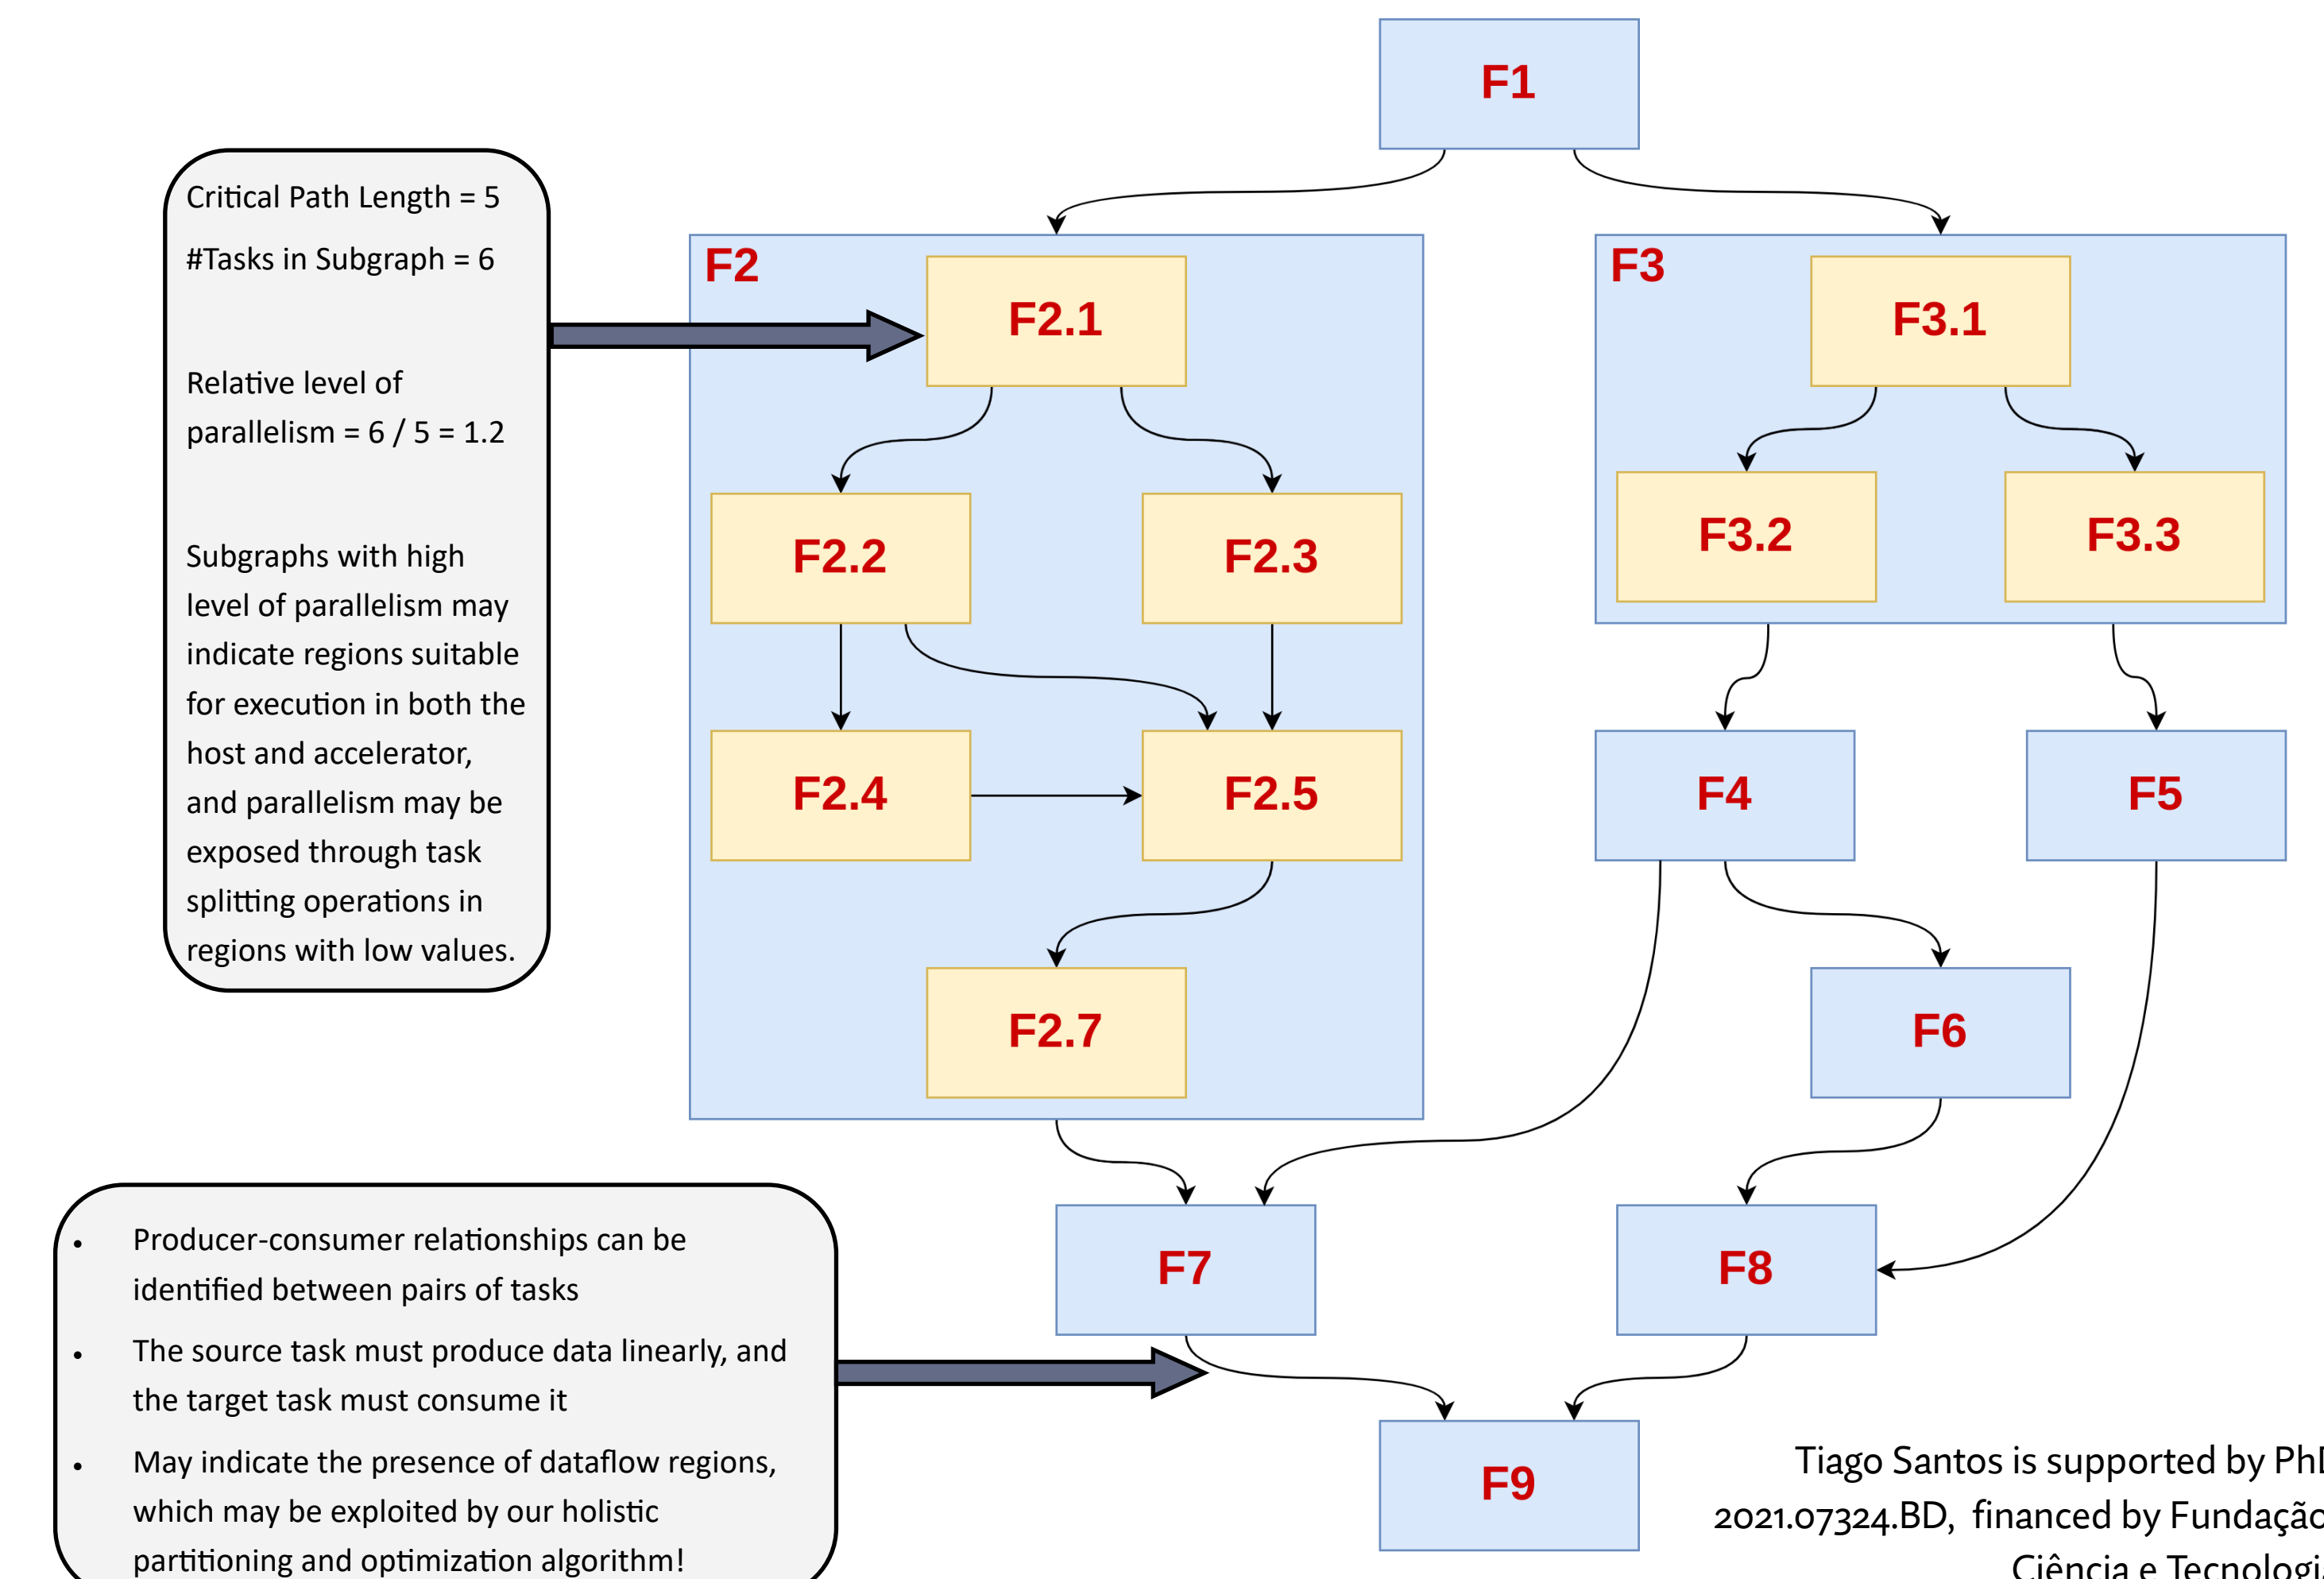 F1
Critical Path Length = 5
#Tasks in Subgraph = 6
Relative level of
parallelism = 6 / 5 = 1.2
Subgraphs with high
level of parallelism may
indicate regions suitable
for execution in both the
host and accelerator,
and parallelism may be
exposed through task
splitting operations in
regions with low values.
F2
F2.1
F2.2
F2.3
F2.4
F2.5
F2.7
F3
F3.1
F3.2
F3.3
F4
F5
F6
F7
F8
F9
• Producer-consumer relationships can be
identified between pairs of tasks
• The source task must produce data linearly, and
the target task must consume it
• May indicate the presence of dataflow regions,
which may be exploited by our holistic
partitioning and optimization algorithm!
Tiago Santos is supported by PhD
2021.07324.BD, financed by Fundação
Ciência e Tecnologi